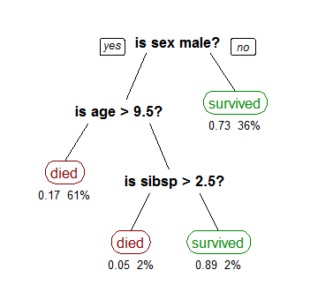 yes is sex male? no
survived
0.73 36%
is age > 9.5?
died
0.17 61%
is sibsp > 2.5?
died survived
0.05 2% 0.89 2%